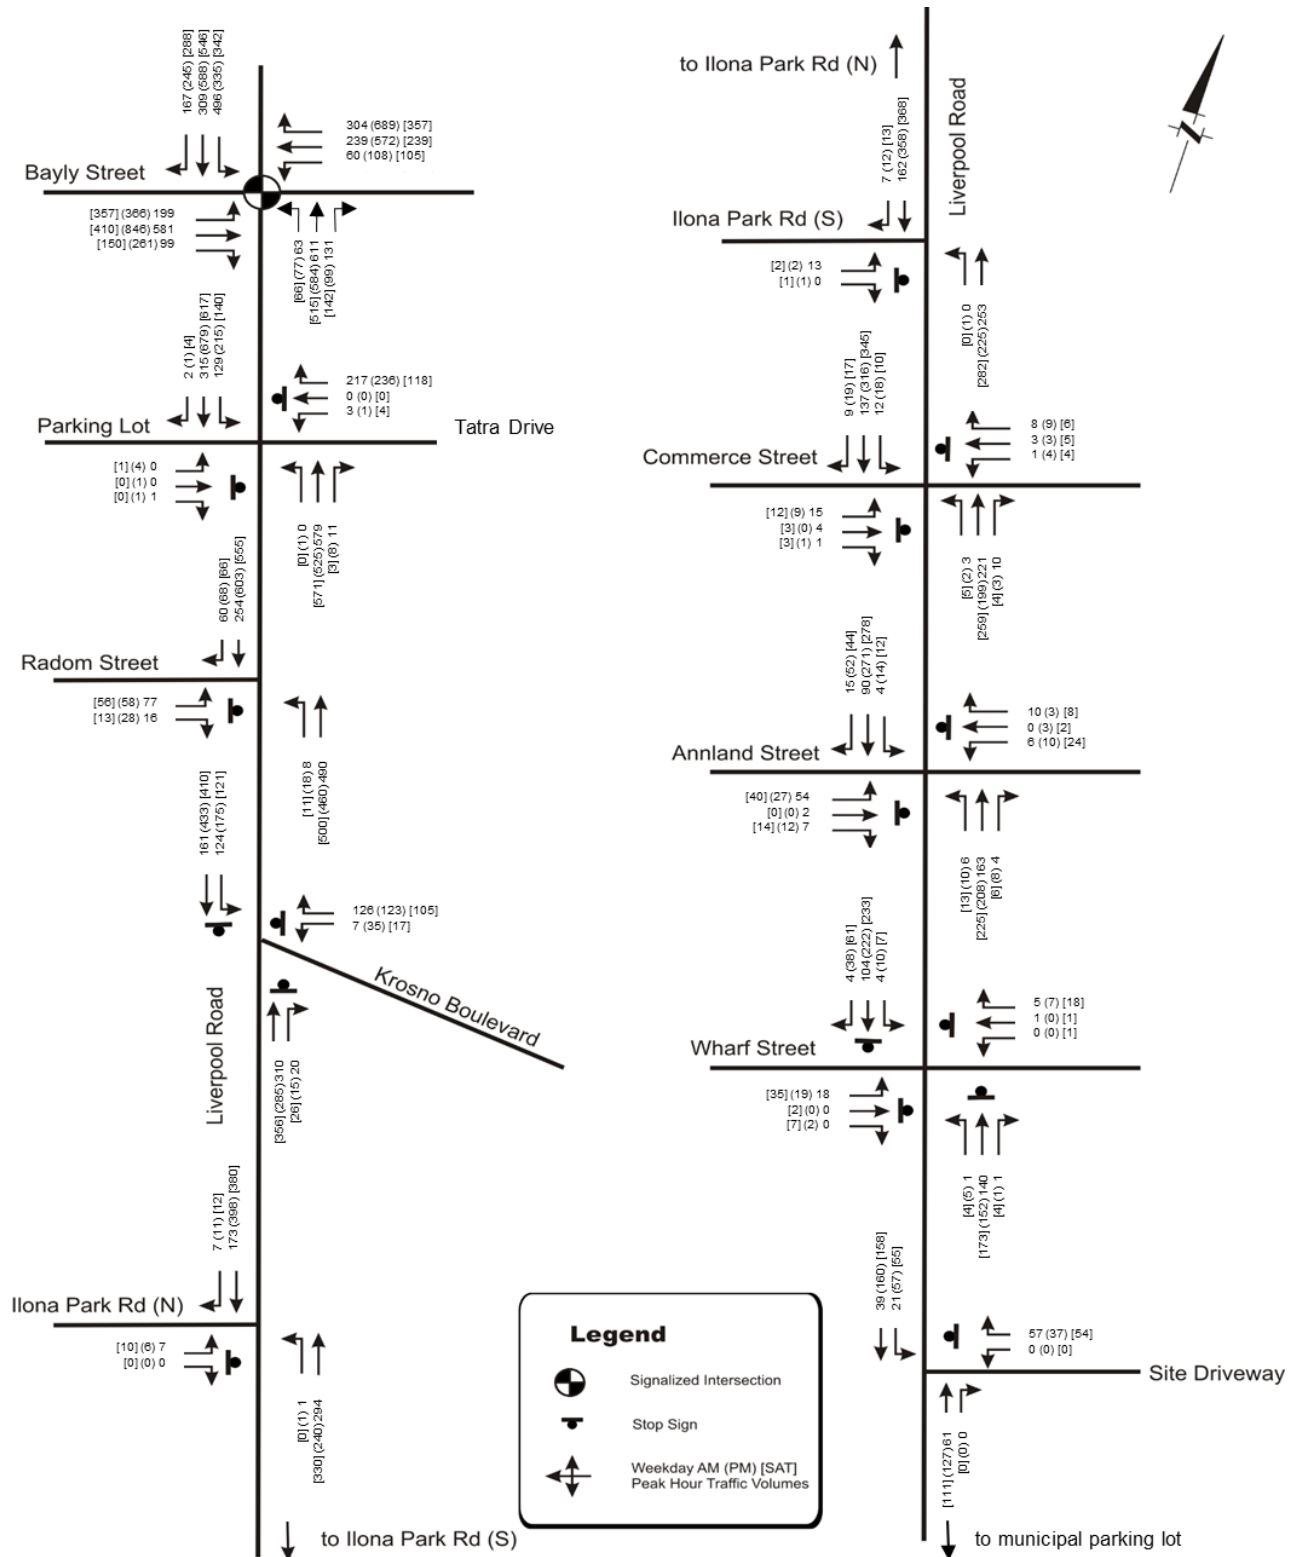 167 (245) [288]
309 (588) [546]
496 (335) [342]
304 (689) [357]
239 (572) [239]
60 (108) [105]
Bayly Street
[357] (366) 199
[410] (846) 581
[150] (261) 99
[66] (77) 63
[515] (584) 611
[142] (99) 131
2 (1) [4]
315 (679) [617]
129 (215) [140]
217 (236) [118]
0 (0) [0]
3 (1) [4]
Parking Lot
Tatra Drive
[1] (4) 0
[0] (1) 0
[0] (1) 1
[0] (1) 0
[571] (525) 579
[3] (8) 11
60 (68) [66]
254 (603) [555]
Radom Street
[56] (58) 77
[13] (28) 16
[11] (18) 8
[500] (460) 490
161 (433) [410]
124 (175) [121]
126 (123) [105]
7 (35) [17]
Krosno Boulevard
Liverpool Road
[356] (285) 310
[26] (15) 20
7 (11) [12]
173 (398) [380]
Ilona Park Rd (N)
[10] (6) 7
[0] (0) 0
[0] (1) 1
[330] (240) 294
to Ilona Park Rd (S)
to Ilona Park Rd (N)
Liverpool Road
N
7 (12) [13]
162 (358) [368]
Ilona Park Rd (S)
[2] (2) 13
[1] (1) 0
[0] (1) 0
[282] (225) 253
9 (19) [17]
137 (316) [345]
12 (18) [10]
8 (9) [6]
3 (3) [5]
1 (4) [4]
Commerce Street
[12] (9) 15
[3] (0) 4
[3] (1) 1
[5] (2) 3
[259] (199) 221
[4] (3) 10
15 (52) [44]
90 (271) [278]
4 (14) [12]
10 (3) [8]
0 (3) [2]
6 (10) [24]
Annland Street
[40] (27) 54
[0] (0) 2
[14] (12) 7
[13] (10) 6
[225] (208) 163
[6] (8) 4
4 (38) [61]
104 (222) [233]
4 (10) [7]
5 (7) [18]
1 (0) [1]
0 (0) [1]
Wharf Street
[35] (19) 18
[2] (0) 0
[7] (2) 0
[4] (5) 1
[173] (152) 140
[4] (1) 1
39 (160) [158]
21 (57) [55]
57 (37) [54]
0 (0) [0]
Site Driveway
[111] (127) 61
[0] (0) 0
to municipal parking lot
Legend
Signalized Intersection
Stop Sign
Weekday AM (PM) [SAT]
Peak Hour Traffic Volumes